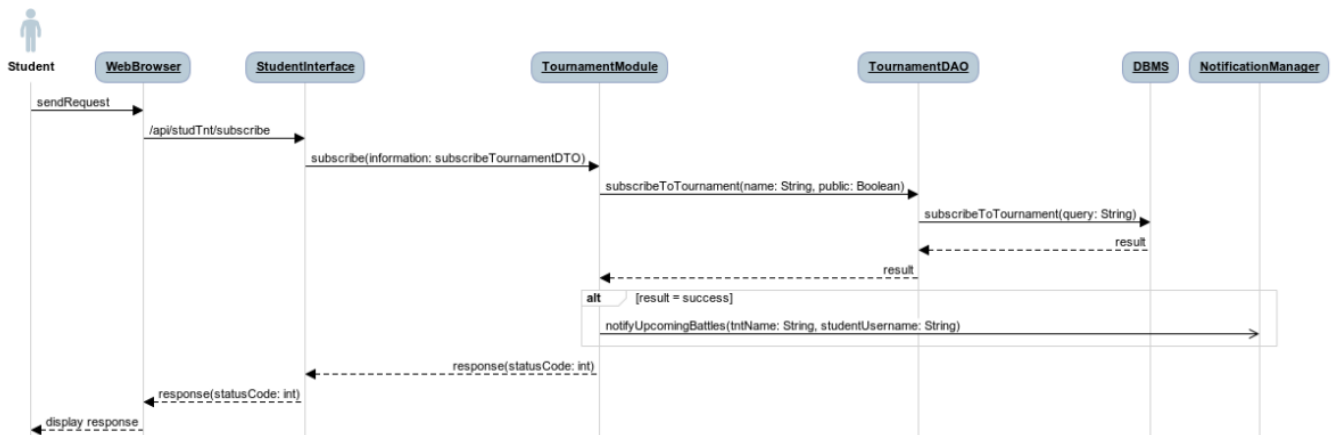 Student
WebBrowser
StudentInterface
TournamentModule
TournamentDAO
DBMS
NotificationManager
sendRequest
/api/studTnt/subscribe
subscribe(information: subscribeTournamentDTO)
subscribeToTournament(name: String, public: Boolean)
subscribeToTournament(query: String)
result
result
alt [result = success]
notifyUpcomingBattles(tntName: String, studentUsername: String)
response(statusCode: int)
response(statusCode: int)
display response